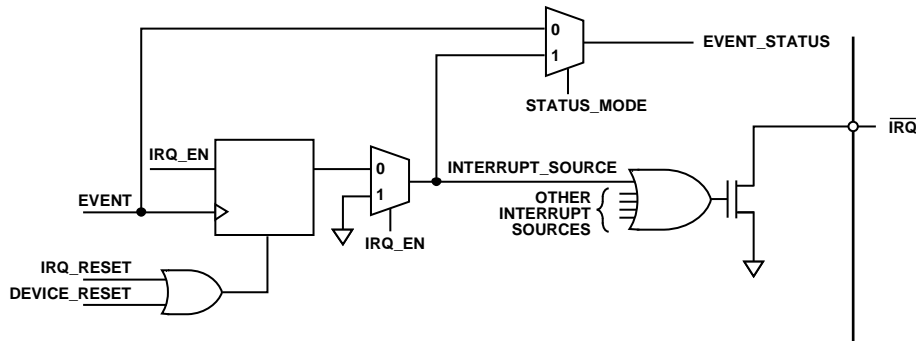 0
1
EVENT_STATUS
STATUS_MODE
IRQ
IRQ_EN
0
1
INTERRUPT_SOURCE
EVENT
OTHER
INTERRUPT
SOURCES
IRQ_EN
IRQ_RESET
DEVICE_RESET